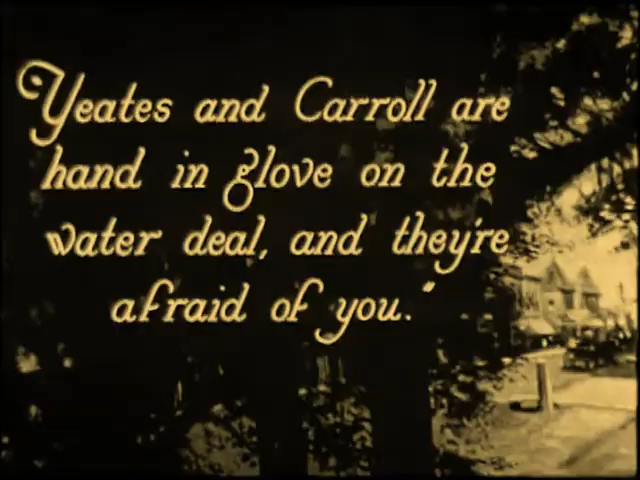 Yeates and Carroll are
hand in glove on the
water deal, and they're
afraid of you."